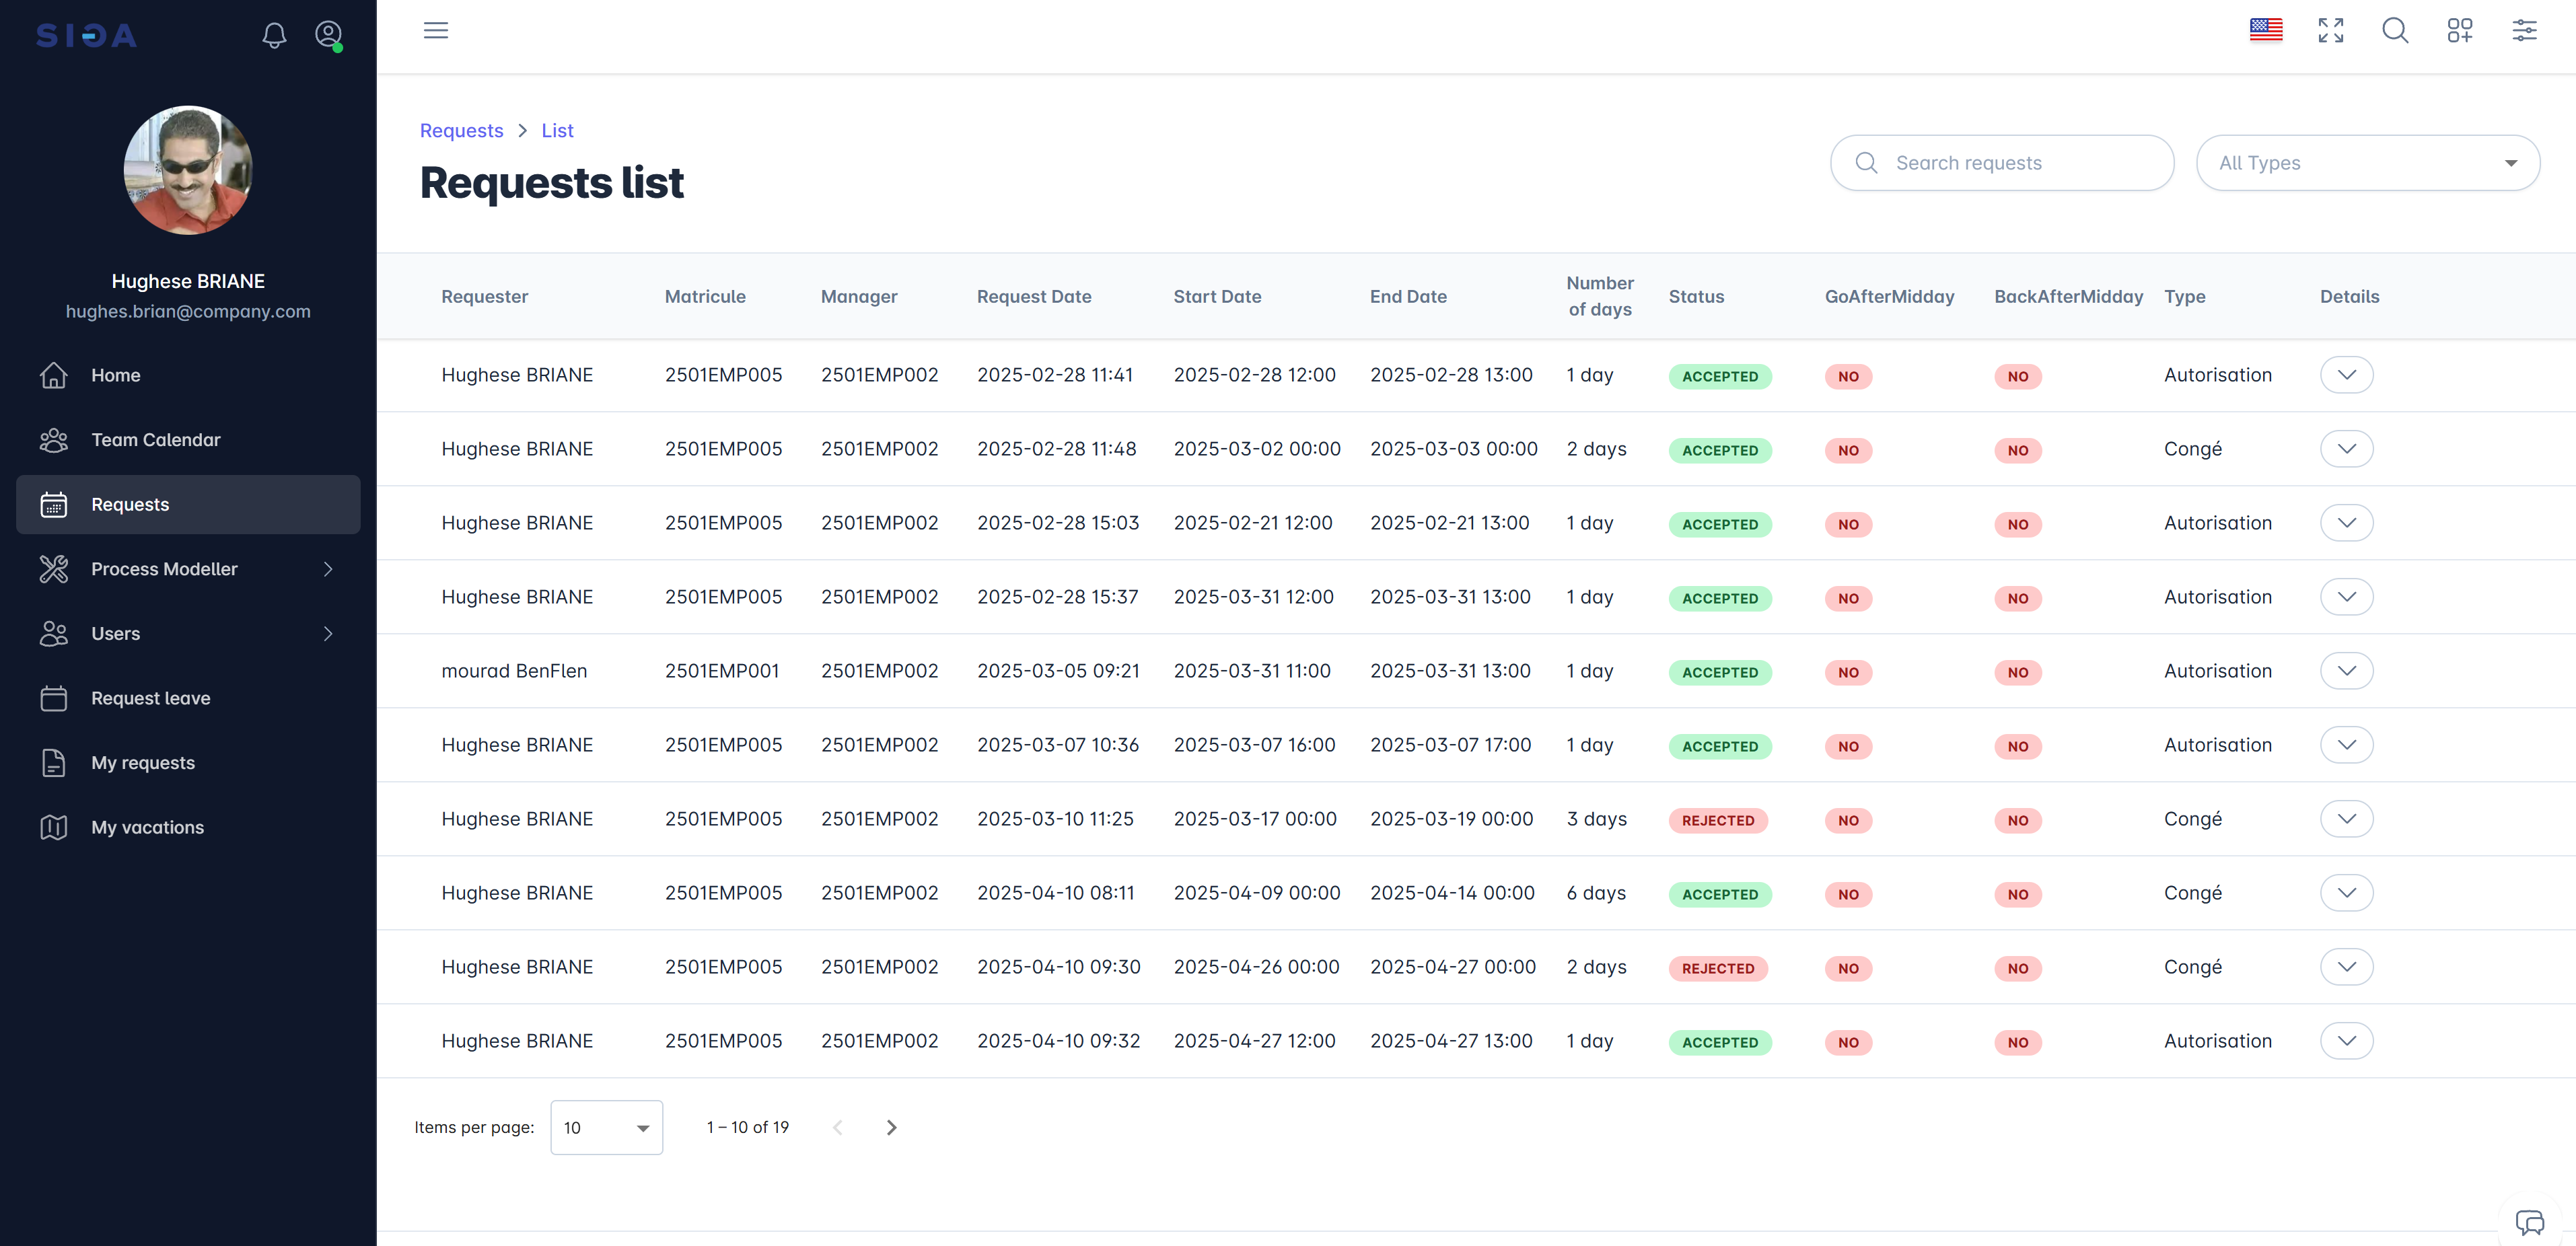 SIGA
Hughese BRIANE
hughes.brian@company.com
Home
Team Calendar
Requests
Process Modeller
Users
Request leave
My requests
My vacations
Requests > List
Requests list
Search requests
All Types
Requester Matricule Manager Request Date Start Date End Date Number of days Status GoAfterMidday BackAfterMidday Type Details
Hughese BRIANE 2501EMP005 2501EMP002 2025-02-28 11:41 2025-02-28 12:00 2025-02-28 13:00 1 day ACCEPTED NO NO Autorisation
Hughese BRIANE 2501EMP005 2501EMP002 2025-02-28 11:48 2025-03-02 00:00 2025-03-03 00:00 2 days ACCEPTED NO NO Congé
Hughese BRIANE 2501EMP005 2501EMP002 2025-02-28 15:03 2025-02-21 12:00 2025-02-21 13:00 1 day ACCEPTED NO NO Autorisation
Hughese BRIANE 2501EMP005 2501EMP002 2025-02-28 15:37 2025-03-31 12:00 2025-03-31 13:00 1 day ACCEPTED NO NO Autorisation
mourad BenFlen 2501EMP001 2501EMP002 2025-03-05 09:21 2025-03-31 11:00 2025-03-31 13:00 1 day ACCEPTED NO NO Autorisation
Hughese BRIANE 2501EMP005 2501EMP002 2025-03-07 10:36 2025-03-07 16:00 2025-03-07 17:00 1 day ACCEPTED NO NO Autorisation
Hughese BRIANE 2501EMP005 2501EMP002 2025-03-10 11:25 2025-03-17 00:00 2025-03-19 00:00 3 days REJECTED NO NO Congé
Hughese BRIANE 2501EMP005 2501EMP002 2025-04-10 08:11 2025-04-09 00:00 2025-04-14 00:00 6 days ACCEPTED NO NO Congé
Hughese BRIANE 2501EMP005 2501EMP002 2025-04-10 09:30 2025-04-26 00:00 2025-04-27 00:00 2 days REJECTED NO NO Congé
Hughese BRIANE 2501EMP005 2501EMP002 2025-04-10 09:32 2025-04-27 12:00 2025-04-27 13:00 1 day ACCEPTED NO NO Autorisation
Items per page: 10 1 – 10 of 19